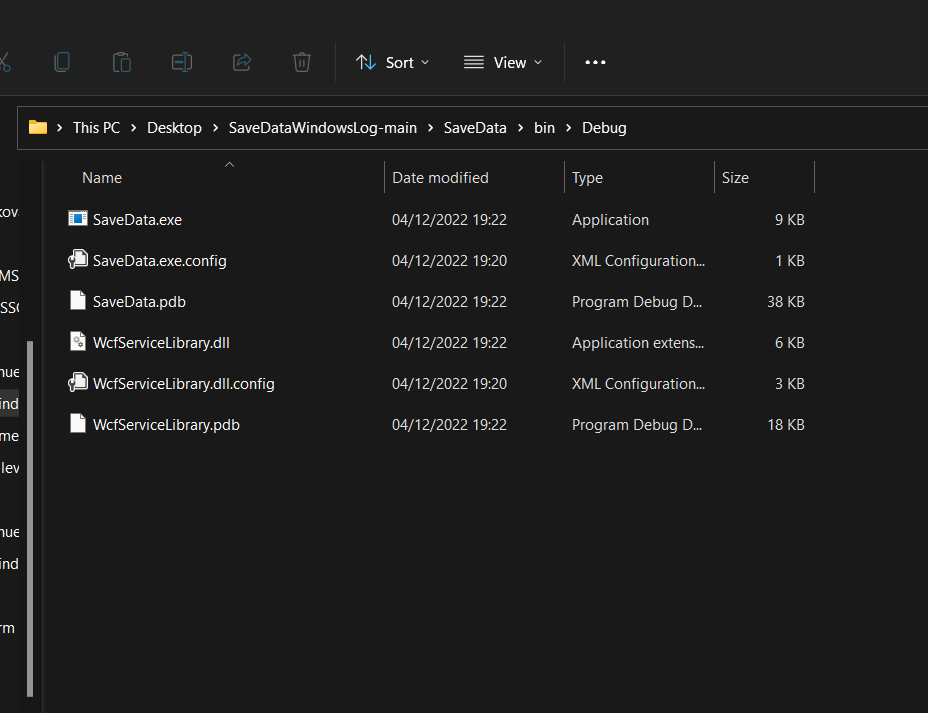 Sort View
This PC Desktop SaveDataWindowsLog-main SaveData bin Debug
Name Date modified Type Size
SaveData.exe 04/12/2022 19:22 Application 9 KB
SaveData.exe.config 04/12/2022 19:20 XML Configuration... 1 KB
SaveData.pdb 04/12/2022 19:22 Program Debug D... 38 KB
WcfServiceLibrary.dll 04/12/2022 19:22 Application extens... 6 KB
WcfServiceLibrary.dll.config 04/12/2022 19:20 XML Configuration... 3 KB
WcfServiceLibrary.pdb 04/12/2022 19:22 Program Debug D... 18 KB